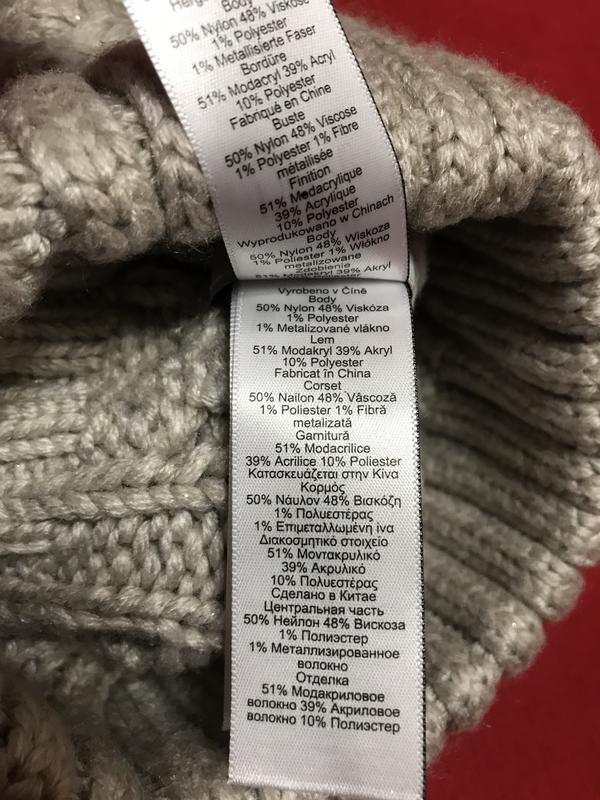 Body
50% Nylon 48% Viskose
1% Polyester
1% Metallisierte Faser
Bordüre
51% Modacryl 39% Acryl
10% Polyester
Fabriqué en Chine
Buste
50% Nylon 48% Viscose
1% Polyester 1% Fibre
métallisée
Finition
51% Modacrylique
39% Acrylique
10% Polyester
Wyprodukowano w Chinach
Body
50% Nylon 48% Wiskoza
1% Poliester 1% Włókno
metalizowane
Zdobienie
51% Modakryl 39% Akryl
Vyrobeno v Číně
Body
50% Nylon 48% Viskóza
1% Polyester
1% Metalizované vlákno
Lem
51% Modakryl 39% Akryl
10% Polyester
Fabricat în China
Corset
50% Nailon 48% Vâscoză
1% Poliester 1% Fibră
metalizată
Garnitură
51% Modacrilice
39% Acrilice 10% Poliester
Κατασκευάζεται στην Κίνα
Κορμός
50% Νάυλον 48% Βισκόζη
1% Πολυεστέρας
1% Επιμεταλλωμένη ίνα
Διακοσμητικό στοιχείο
51% Μοντακρυλικό
39% Ακρυλικό
10% Πολυεστέρας
Сделано в Китае
Центральная часть
50% Нейлон 48% Вискоза
1% Полиэстер
1% Металлизированное
волокно
Отделка
51% Модакриловое
волокно 39% Акриловое
волокно 10% Полиэстер